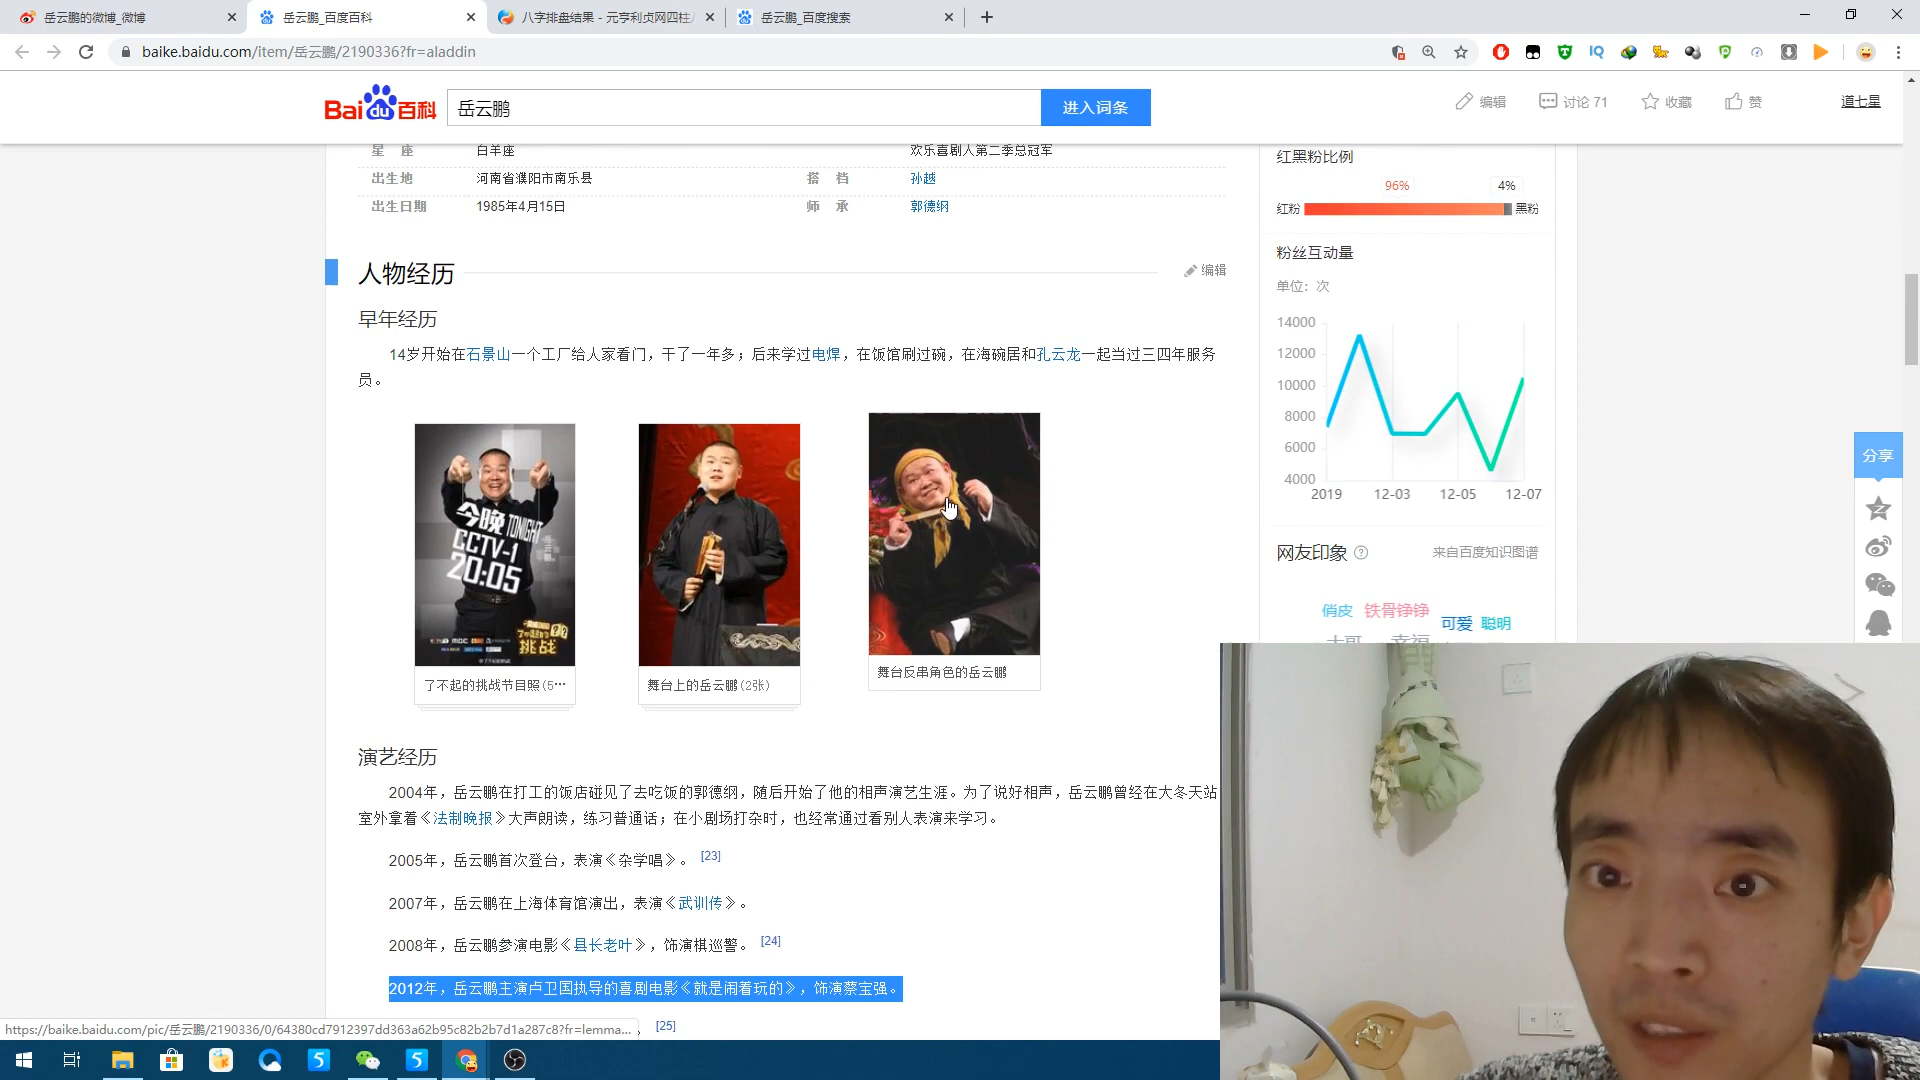 岳云鹏的微博_微博
岳云鹏_百度百科
八字排盘结果 - 元亨利贞网四柱
岳云鹏_百度搜索
baike.baidu.com/item/岳云鹏/2190336?fr=aladdin
Bai du 百科
岳云鹏
进入词条
编辑
讨论 71
收藏
赞
道七星
星 座 白羊座
欢乐喜剧人第二季总冠军
出生地 河南省濮阳市南乐县
搭 档 孙越
出生日期 1985年4月15日
师 承 郭德纲
人物经历
编辑
早年经历
14岁开始在石景山一个工厂给人家看门，干了一年多；后来学过电焊，在饭馆刷过碗，在海碗居和孔云龙一起当过三四年服务
员。
今晚 TONIGHT
CCTV-1
20:05
挑战
了不起的挑战节目照(5…
舞台上的岳云鹏(2张)
舞台反串角色的岳云鹏
演艺经历
2004年，岳云鹏在打工的饭店碰见了去吃饭的郭德纲，随后开始了他的相声演艺生涯。为了说好相声，岳云鹏曾经在大冬天站
室外拿着《法制晚报》大声朗读，练习普通话；在小剧场打杂时，也经常通过看别人表演来学习。
2005年，岳云鹏首次登台，表演《杂学唱》。 [23]
2007年，岳云鹏在上海体育馆演出，表演《武训传》。
2008年，岳云鹏参演电影《县长老叶》，饰演棋巡警。 [24]
2012年，岳云鹏主演卢卫国执导的喜剧电影《就是闹着玩的》，饰演蔡宝强。
[25]
https://baike.baidu.com/pic/岳云鹏/2190336/0/64380cd7912397dd363a62b95c82b2b7d1a287c8?fr=lemma...
红黑粉比例
96%
4%
红粉
黑粉
粉丝互动量
单位：次
14000
12000
10000
8000
6000
4000
2019
12-03
12-05
12-07
网友印象
来自百度知识图谱
俏皮
铁骨铮铮
可爱
聪明
大哥
幸福
分享